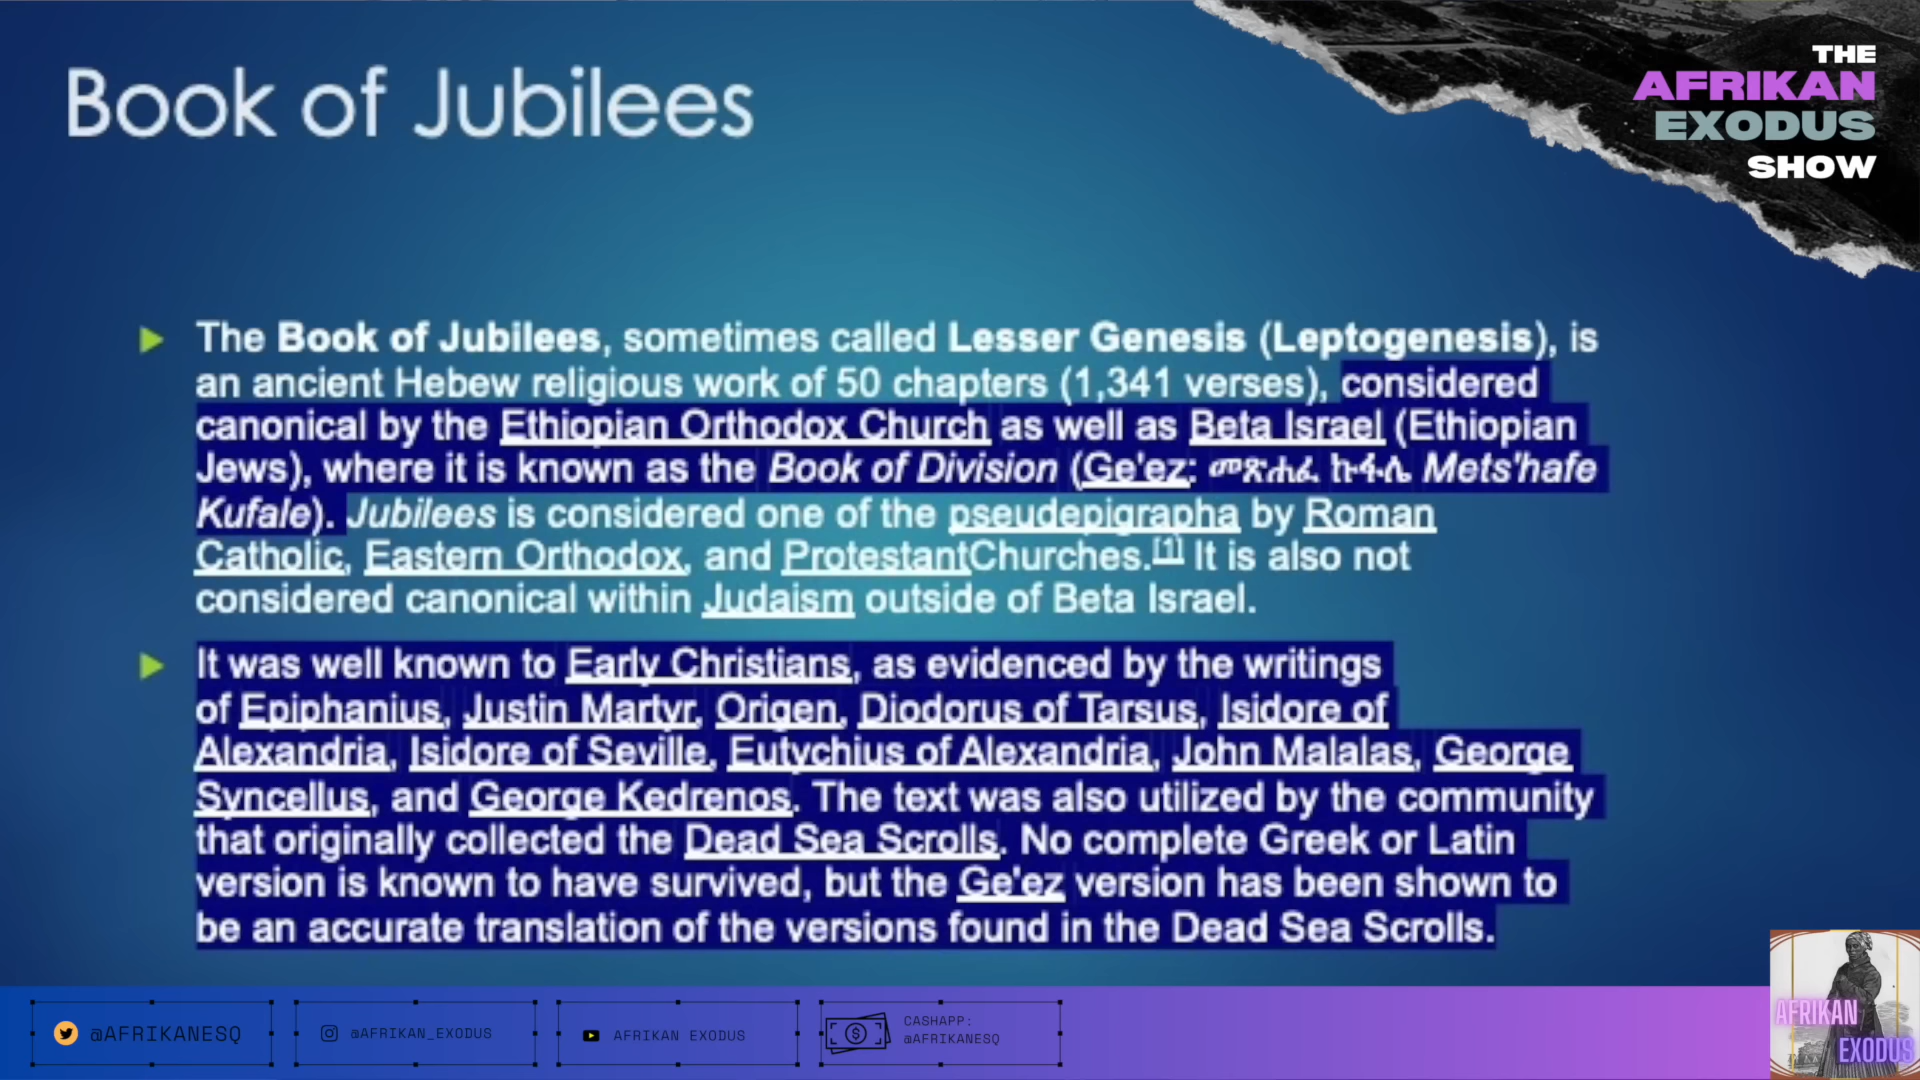 Book of Jubilees
THE
AFRIKAN
EXODUS
SHOW
The Book of Jubilees, sometimes called Lesser Genesis (Leptogenesis), is
an ancient Hebew religious work of 50 chapters (1,341 verses), considered
canonical by the Ethiopian Orthodox Church as well as Beta Israel (Ethiopian
Jews), where it is known as the Book of Division (Ge'ez: መጽሐፈ ኩፋሌ Mets'hafe
Kufale). Jubilees is considered one of the pseudepigrapha by Roman
Catholic, Eastern Orthodox, and ProtestantChurches.[1] It is also not
considered canonical within Judaism outside of Beta Israel.
It was well known to Early Christians, as evidenced by the writings
of Epiphanius, Justin Martyr, Origen, Diodorus of Tarsus, Isidore of
Alexandria, Isidore of Seville, Eutychius of Alexandria, John Malalas, George
Syncellus, and George Kedrenos. The text was also utilized by the community
that originally collected the Dead Sea Scrolls. No complete Greek or Latin
version is known to have survived, but the Ge'ez version has been shown to
be an accurate translation of the versions found in the Dead Sea Scrolls.
@AFRIKANESQ
@AFRIKAN_EXODUS
AFRIKAN EXODUS
CASHAPP:
@AFRIKANESQ
AFRIKAN
EXODUS